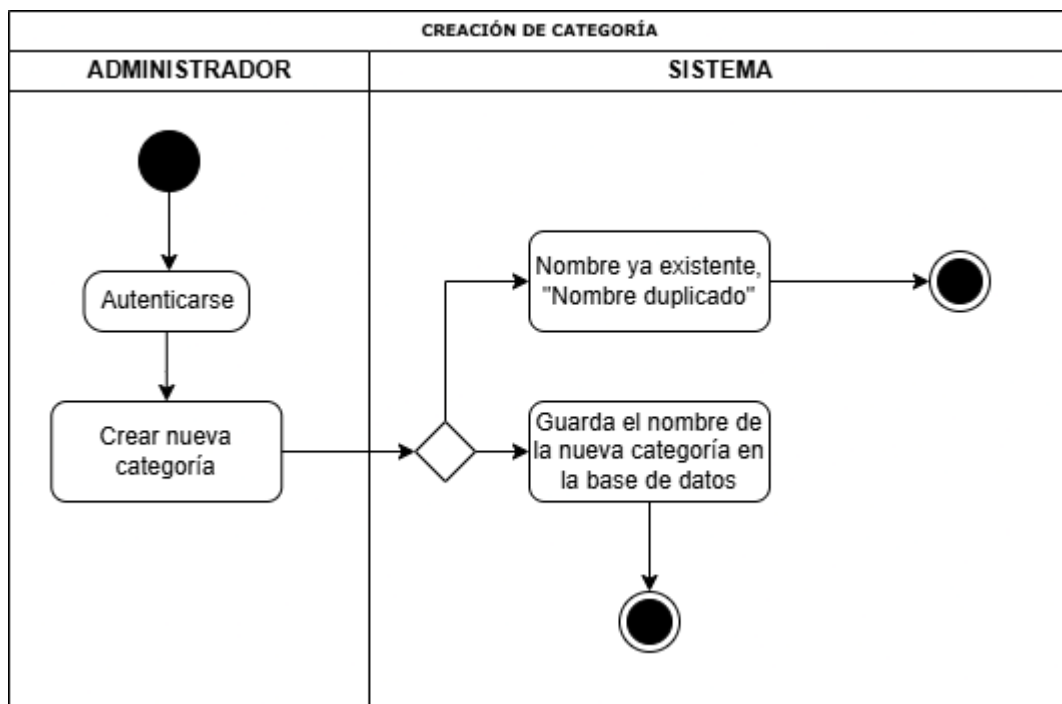 CREACIÓN DE CATEGORÍA
ADMINISTRADOR
SISTEMA
Autenticarse
Crear nueva
categoría
Nombre ya existente,
"Nombre duplicado"
Guarda el nombre de
la nueva categoría en
la base de datos